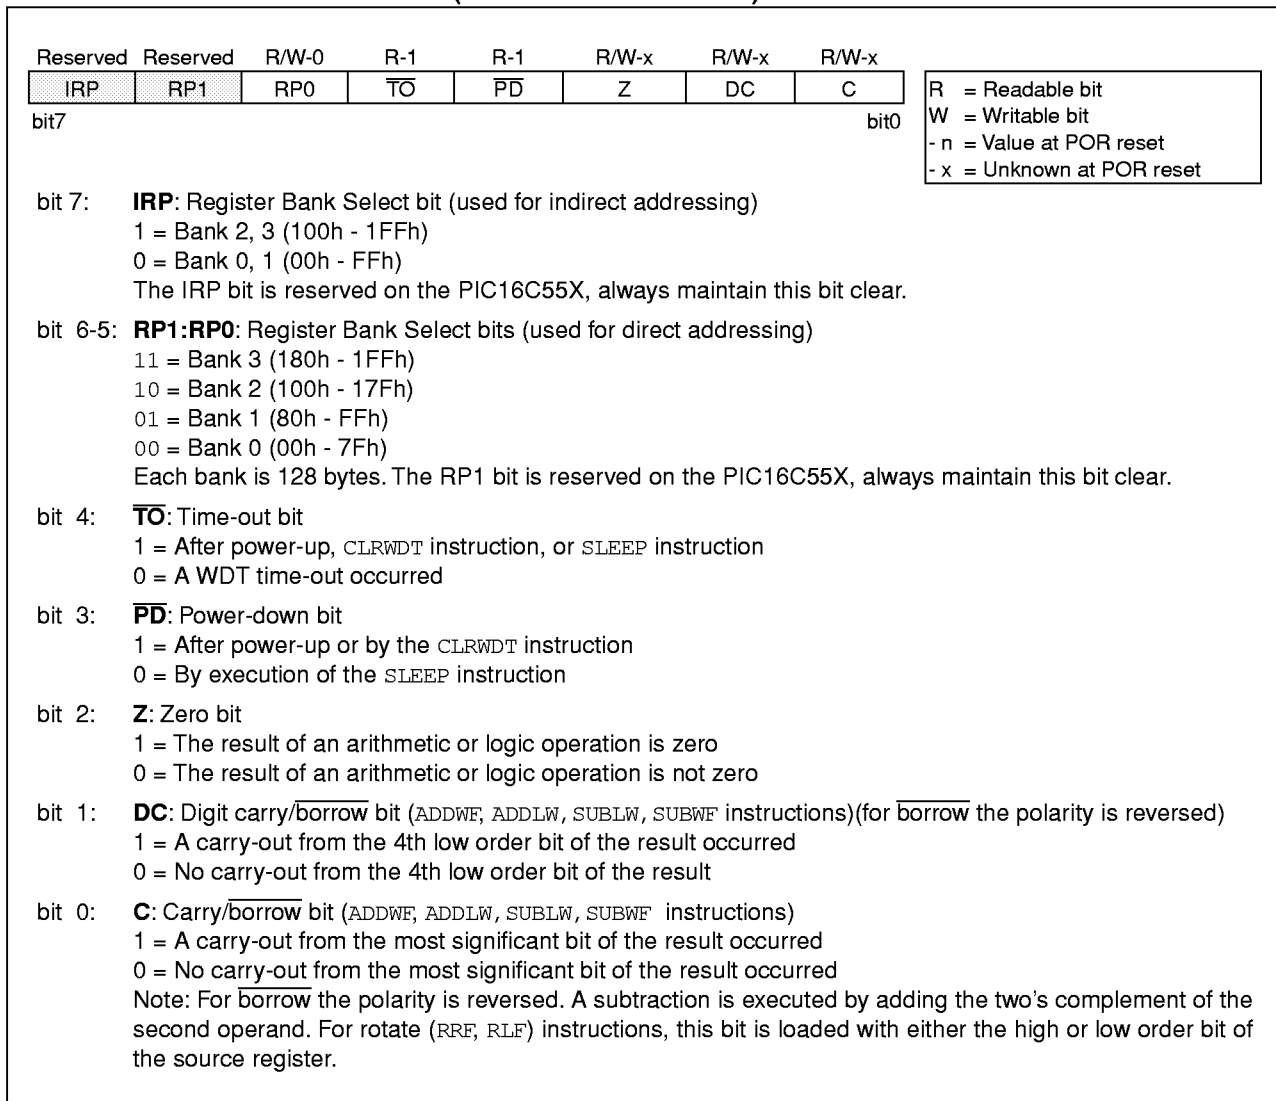 Reserved Reserved R/W-0 R-1 R-1 R/W-x R/W-x R/W-x
IRP RP1 RP0 T̅O̅ P̅D̅ Z DC C
bit7 bit0
R = Readable bit
W = Writable bit
- n = Value at POR reset
- x = Unknown at POR reset
bit 7: IRP: Register Bank Select bit (used for indirect addressing)
1 = Bank 2, 3 (100h - 1FFh)
0 = Bank 0, 1 (00h - FFh)
The IRP bit is reserved on the PIC16C55X, always maintain this bit clear.
bit 6-5: RP1:RP0: Register Bank Select bits (used for direct addressing)
11 = Bank 3 (180h - 1FFh)
10 = Bank 2 (100h - 17Fh)
01 = Bank 1 (80h - FFh)
00 = Bank 0 (00h - 7Fh)
Each bank is 128 bytes. The RP1 bit is reserved on the PIC16C55X, always maintain this bit clear.
bit 4: T̅O̅: Time-out bit
1 = After power-up, CLRWDT instruction, or SLEEP instruction
0 = A WDT time-out occurred
bit 3: P̅D̅: Power-down bit
1 = After power-up or by the CLRWDT instruction
0 = By execution of the SLEEP instruction
bit 2: Z: Zero bit
1 = The result of an arithmetic or logic operation is zero
0 = The result of an arithmetic or logic operation is not zero
bit 1: DC: Digit carry/b̅o̅r̅r̅o̅w̅ bit (ADDWF, ADDLW, SUBLW, SUBWF instructions)(for b̅o̅r̅r̅o̅w̅ the polarity is reversed)
1 = A carry-out from the 4th low order bit of the result occurred
0 = No carry-out from the 4th low order bit of the result
bit 0: C: Carry/b̅o̅r̅r̅o̅w̅ bit (ADDWF, ADDLW, SUBLW, SUBWF instructions)
1 = A carry-out from the most significant bit of the result occurred
0 = No carry-out from the most significant bit of the result occurred
Note: For b̅o̅r̅r̅o̅w̅ the polarity is reversed. A subtraction is executed by adding the two's complement of the
second operand. For rotate (RRF, RLF) instructions, this bit is loaded with either the high or low order bit of
the source register.